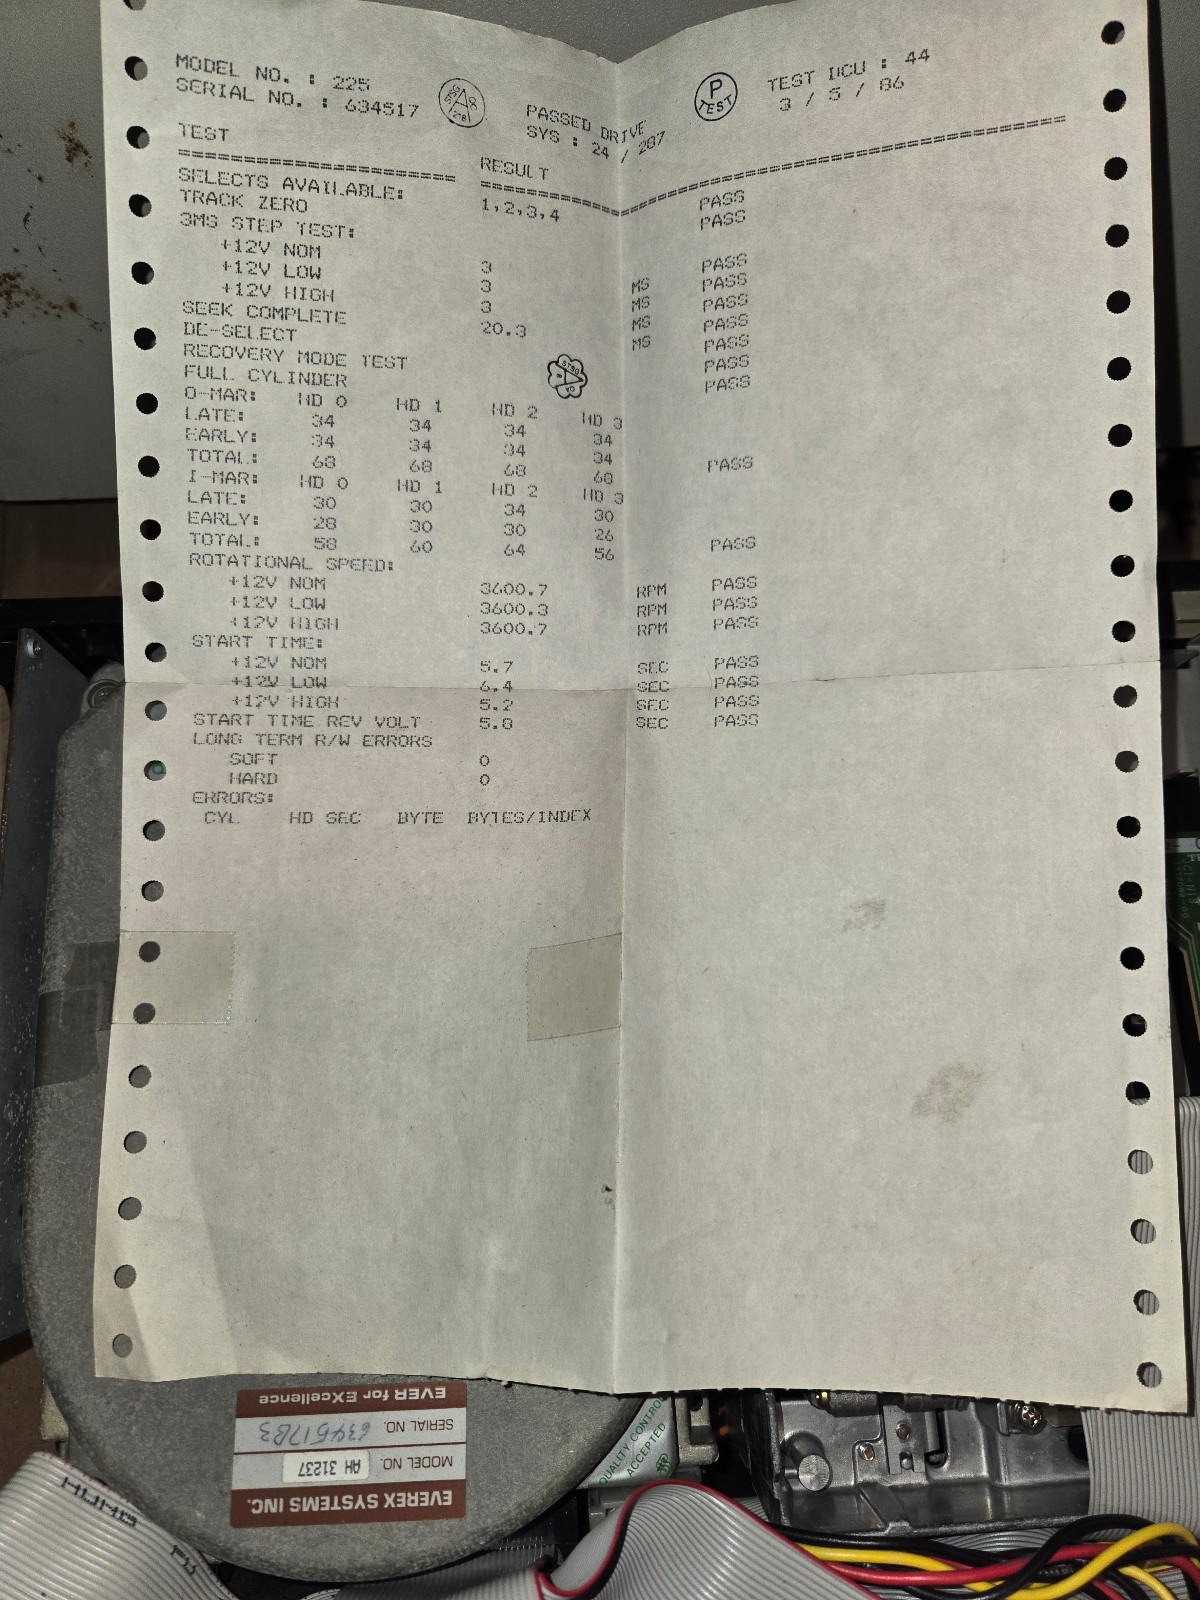 MODEL NO. : 225
SERIAL NO. : 634517
PASSED DRIVE
SYS : 24 / 287
P
TEST
TEST DCU : 44
3 / 5 / 86
TEST RESULT
SELECTS AVAILABLE: 1,2,3,4 PASS
TRACK ZERO PASS
3MS STEP TEST:
+12V NOM 3 MS PASS
+12V LOW 3 MS PASS
+12V HIGH 3 MS PASS
SEEK COMPLETE 20.3 MS PASS
DE-SELECT PASS
RECOVERY MODE TEST PASS
FULL CYLINDER PASS
O-MAR: HD 0 HD 1 HD 2 HD 3
LATE: 34 34 34 34
EARLY: 34 34 34 34
TOTAL: 68 68 68 68 PASS
I-MAR: HD 0 HD 1 HD 2 HD 3
LATE: 30 30 34 30
EARLY: 28 30 30 26
TOTAL: 58 60 64 56 PASS
ROTATIONAL SPEED:
+12V NOM 3600.7 RPM PASS
+12V LOW 3600.3 RPM PASS
+12V HIGH 3600.7 RPM PASS
START TIME:
+12V NOM 5.7 SEC PASS
+12V LOW 6.4 SEC PASS
+12V HIGH 5.2 SEC PASS
START TIME REV VOLT 5.8 SEC PASS
LONG TERM R/W ERRORS
SOFT 0
HARD 0
ERRORS:
CYL HD SEC BYTE BYTES/INDEX
EVEREX SYSTEMS INC.
MODEL NO. AH 31237
SERIAL NO. 634517B3
EVER for EXcellence
QUALITY CONTROL
ACCEPTED